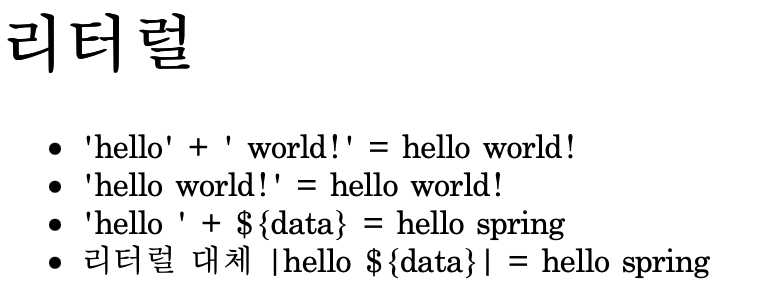 리터럴
• 'hello' + ' world!' = hello world!
• 'hello world!' = hello world!
• 'hello ' + ${data} = hello spring
• 리터럴 대체 |hello ${data}| = hello spring